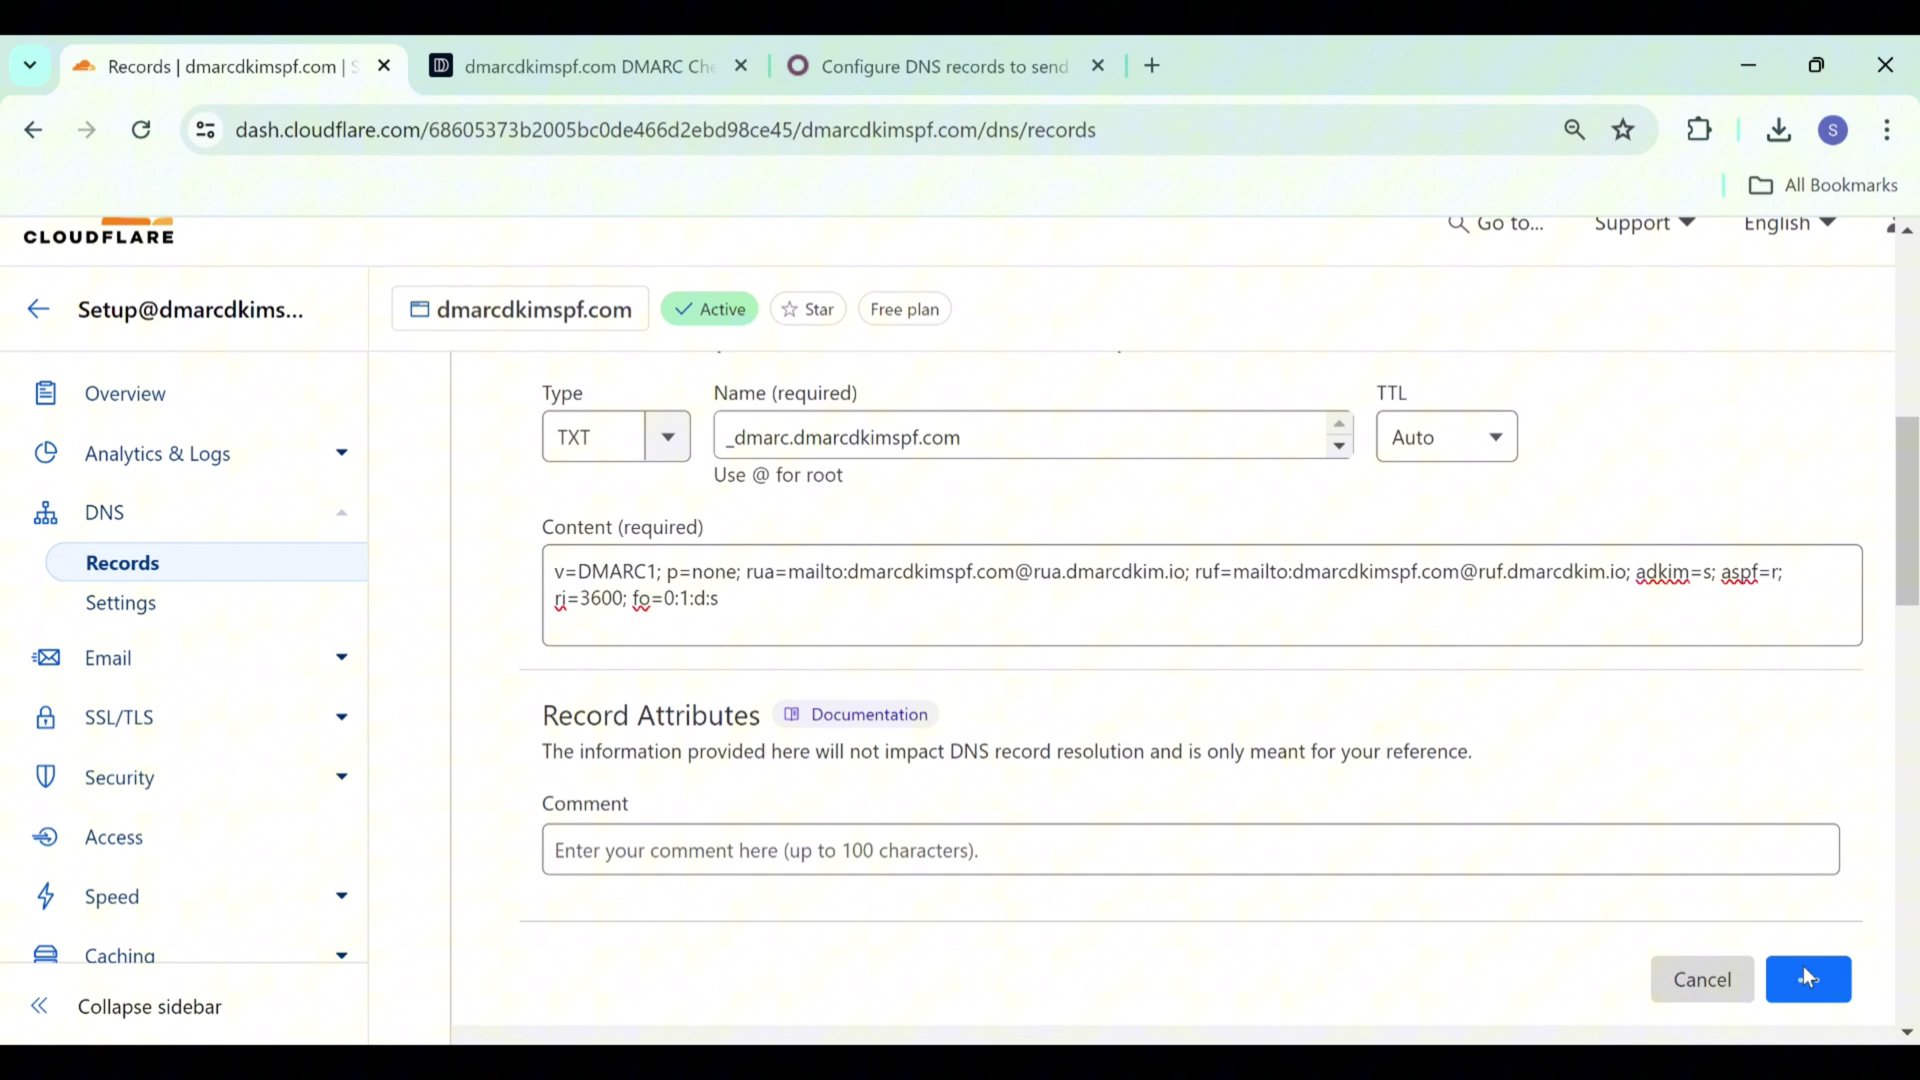 Records | dmarcdkimspf.com | S
dmarcdkimspf.com DMARC Che
Configure DNS records to send
dash.cloudflare.com/68605373b2005bc0de466d2ebd98ce45/dmarcdkimspf.com/dns/records
S
All Bookmarks
CLOUDFLARE
Go to...
Support
English
Setup@dmarcdkims...
dmarcdkimspf.com
Active
Star
Free plan
Overview
Analytics & Logs
DNS
Records
Settings
Email
SSL/TLS
Security
Access
Speed
Caching
Collapse sidebar
Type
Name (required)
TTL
TXT
_dmarc.dmarcdkimspf.com
Auto
Use @ for root
Content (required)
v=DMARC1; p=none; rua=mailto:dmarcdkimspf.com@rua.dmarcdkim.io; ruf=mailto:dmarcdkimspf.com@ruf.dmarcdkim.io; adkim=s; aspf=r;
ri=3600; fo=0:1:d:s
Record Attributes
Documentation
The information provided here will not impact DNS record resolution and is only meant for your reference.
Comment
Enter your comment here (up to 100 characters).
Cancel